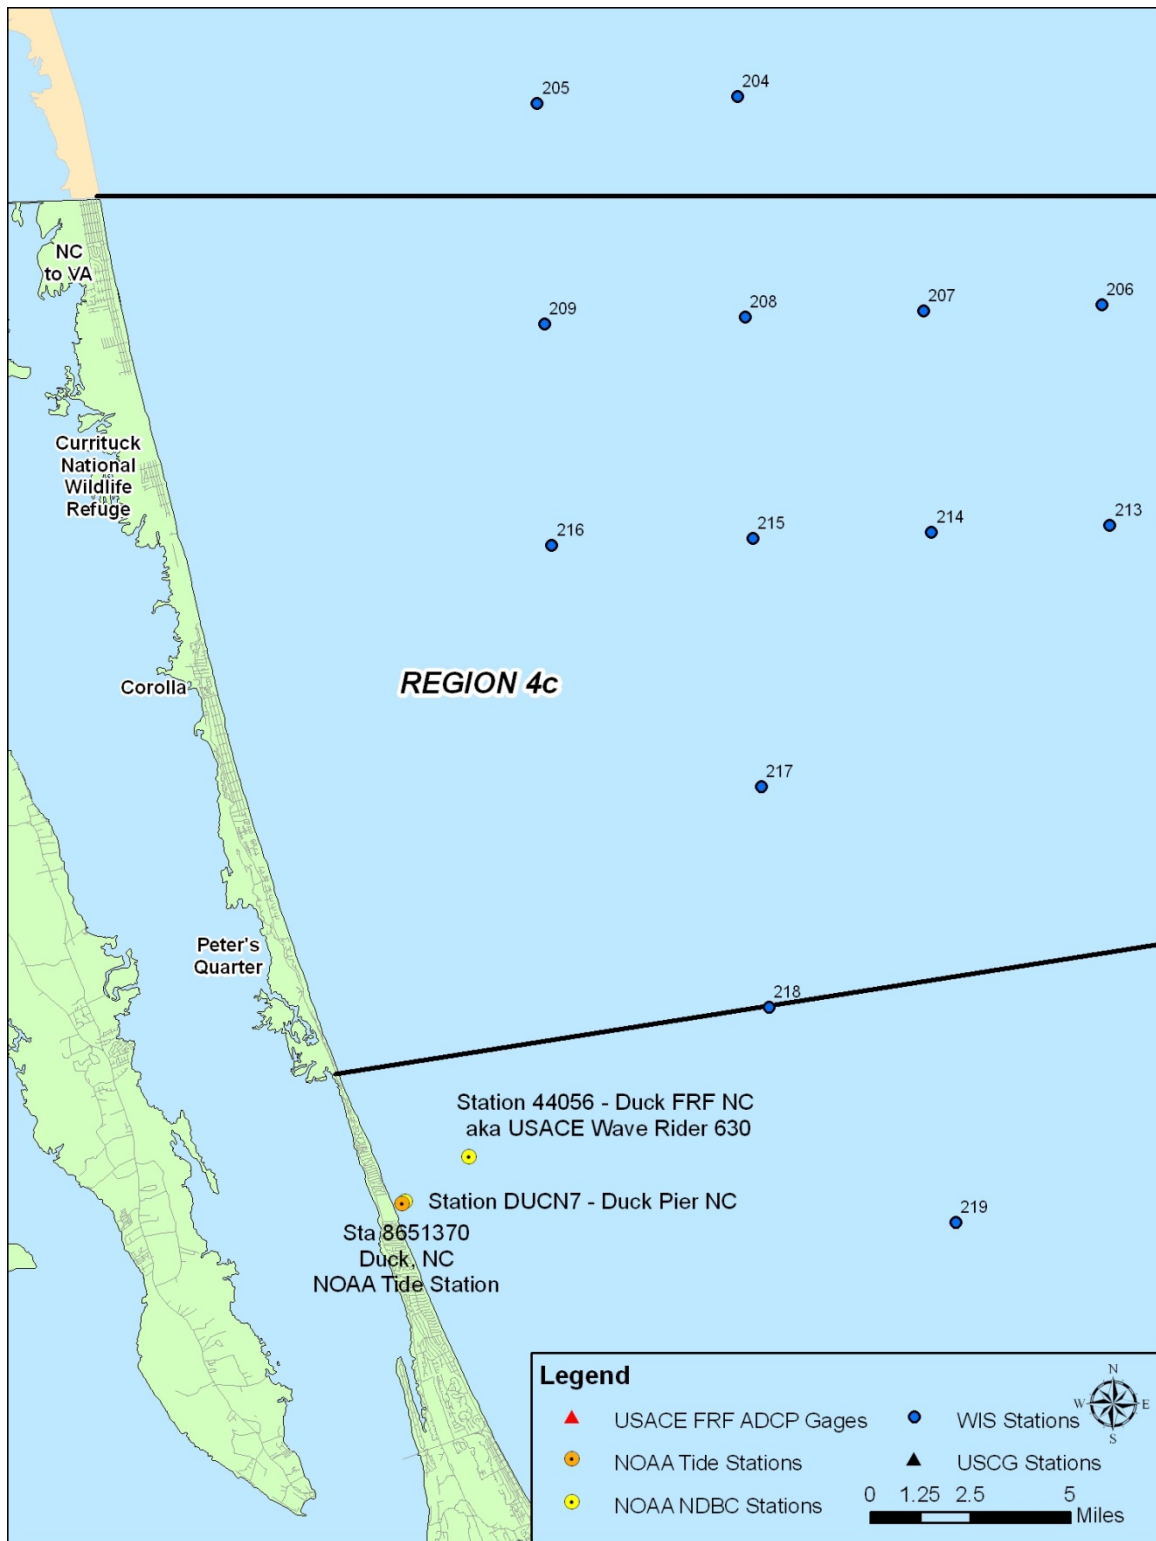 205
204
NC
to VA
209
208
207
206
Currituck
National
Wildlife
Refuge
216
215
214
213
REGION 4c
Corolla
217
Peter's
Quarter
218
Station 44056 - Duck FRF NC
aka USACE Wave Rider 630
Station DUCN7 - Duck Pier NC
Sta 8651370
Duck, NC
NOAA Tide Station
219
Legend
USACE FRF ADCP Gages
NOAA Tide Stations
NOAA NDBC Stations
WIS Stations
USCG Stations
N
W E
S
0 1.25 2.5 5
Miles